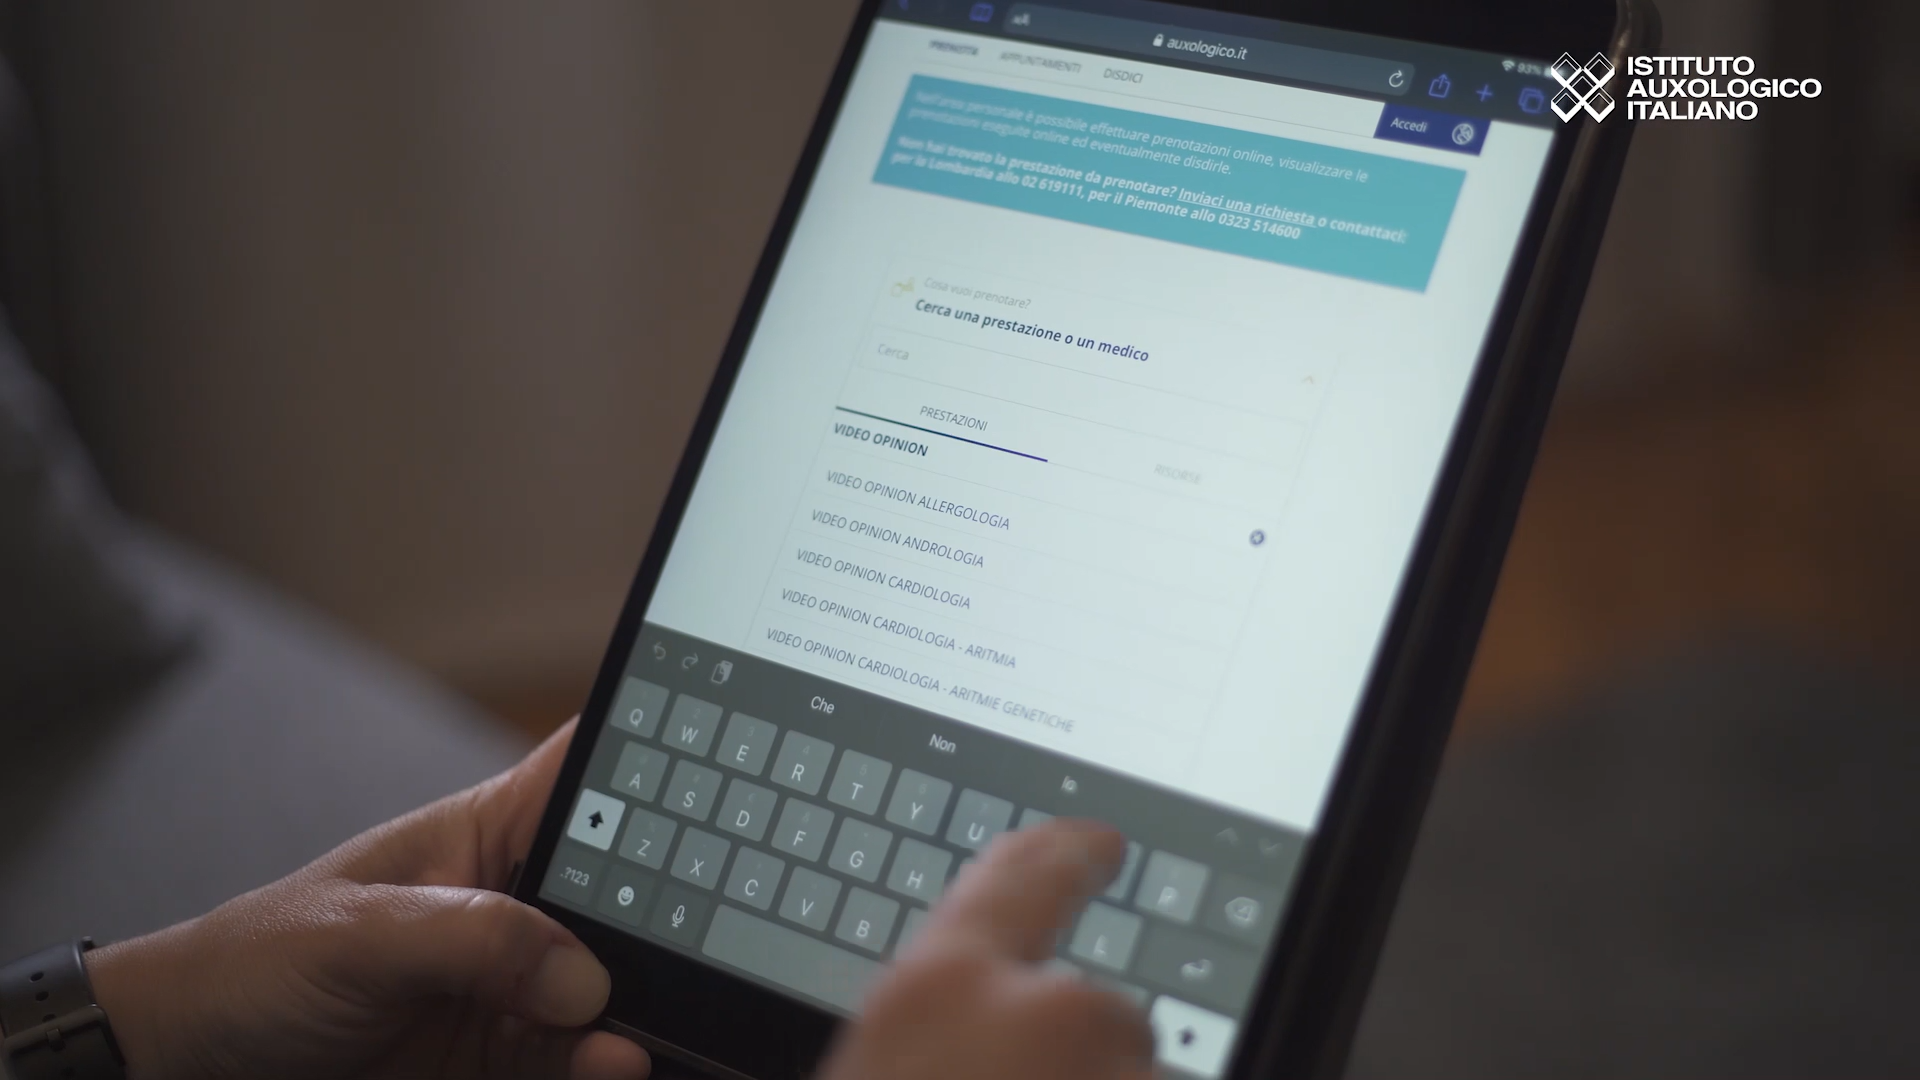 auxologico.it
93%
ISTITUTO
AUXOLOGICO
ITALIANO
PRENOTA APPUNTAMENTI DISDICI
Accedi
Nell'area personale è possibile effettuare prenotazioni online, visualizzare le
prenotazioni eseguite online ed eventualmente disdirle.
Non hai trovato la prestazione da prenotare? Inviaci una richiesta o contattaci:
per la Lombardia allo 02 619111, per il Piemonte allo 0323 514600
Cosa vuoi prenotare?
Cerca una prestazione o un medico
Cerca
PRESTAZIONI
RISORSE
VIDEO OPINION
VIDEO OPINION ALLERGOLOGIA
VIDEO OPINION ANDROLOGIA
VIDEO OPINION CARDIOLOGIA
VIDEO OPINION CARDIOLOGIA - ARITMIA
VIDEO OPINION CARDIOLOGIA - ARITMIE GENETICHE
Che Non io
Q W E R T Y U P
A S D F G H L
Z X C V B
.?123